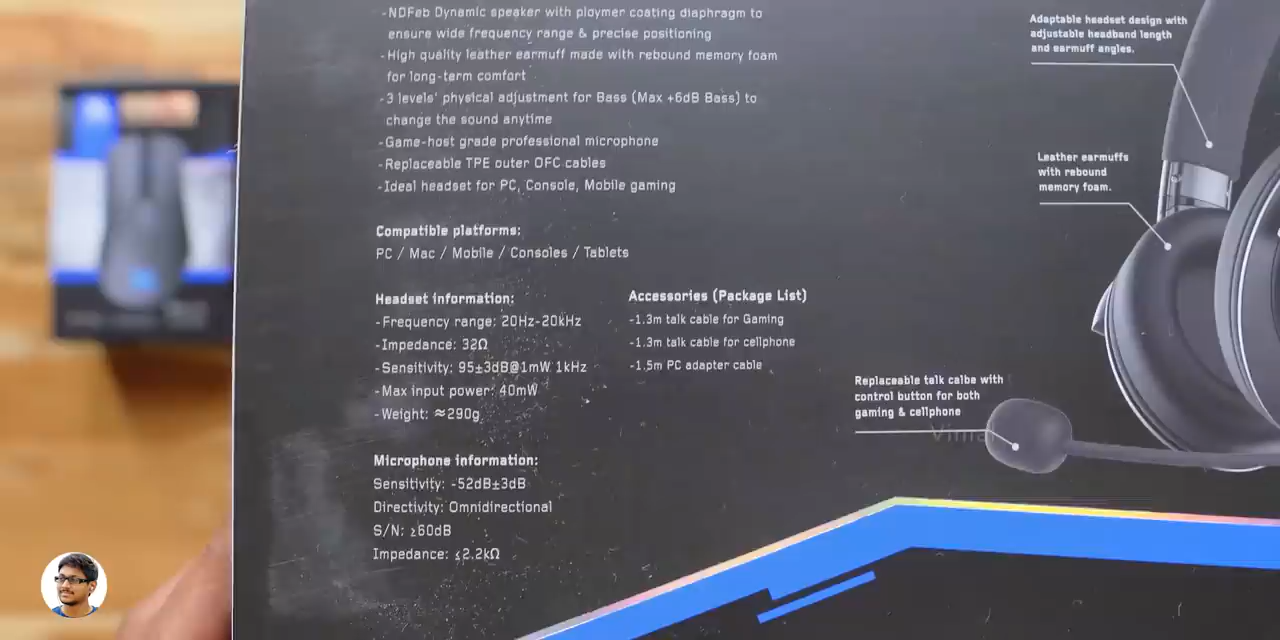 -NDFeb Dynamic speaker with ploymer coating diaphragm to
ensure wide frequency range & precise positioning
-High quality leather earmuff made with rebound memory foam
for long-term comfort
-3 levels' physical adjustment for Bass (Max +6dB Bass) to
change the sound anytime
-Game-host grade professional microphone
-Replaceable TPE outer OFC cables
-Ideal headset for PC, Console, Mobile gaming
Compatible platforms:
PC / Mac / Mobile / Consoles / Tablets
Headset information:
-Frequency range: 20Hz-20kHz
-Impedance: 32Ω
-Sensitivity: 95±3dB@1mW 1kHz
-Max input power: 40mW
-Weight: ≈290g
Microphone information:
Sensitivity: -52dB±3dB
Directivity: Omnidirectional
S/N: ≥60dB
Impedance: ≤2.2kΩ
Accessories (Package List)
-1.3m talk cable for Gaming
-1.3m talk cable for cellphone
-1.5m PC adapter cable
Adaptable headset design with
adjustable headband length
and earmuff angles.
Leather earmuffs
with rebound
memory foam.
Replaceable talk calbe with
control button for both
gaming & cellphone